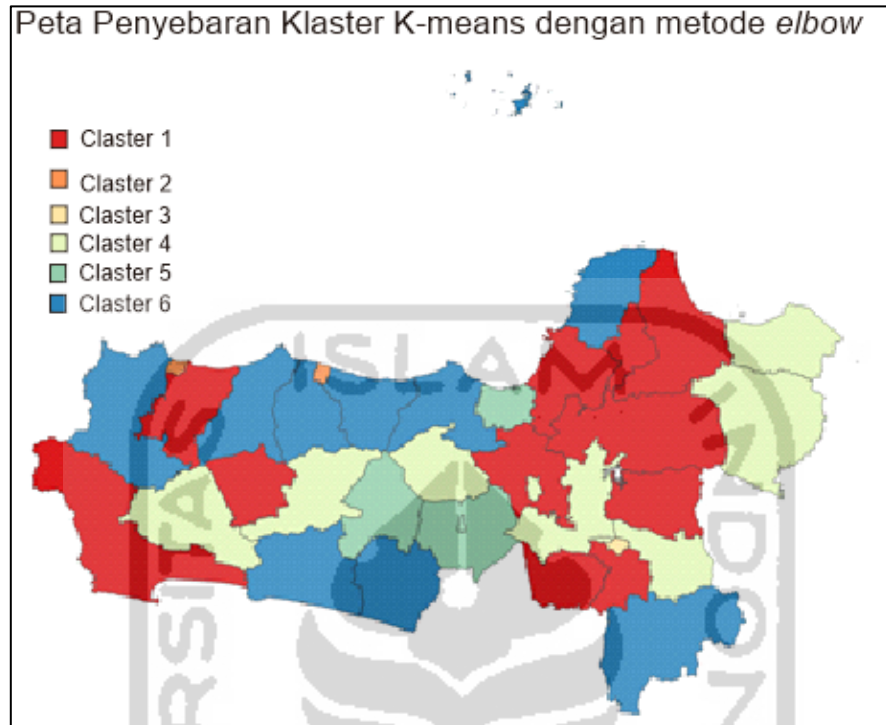 Peta Penyebaran Klaster K-means dengan metode elbow
Claster 1
Claster 2
Claster 3
Claster 4
Claster 5
Claster 6
ISLAM